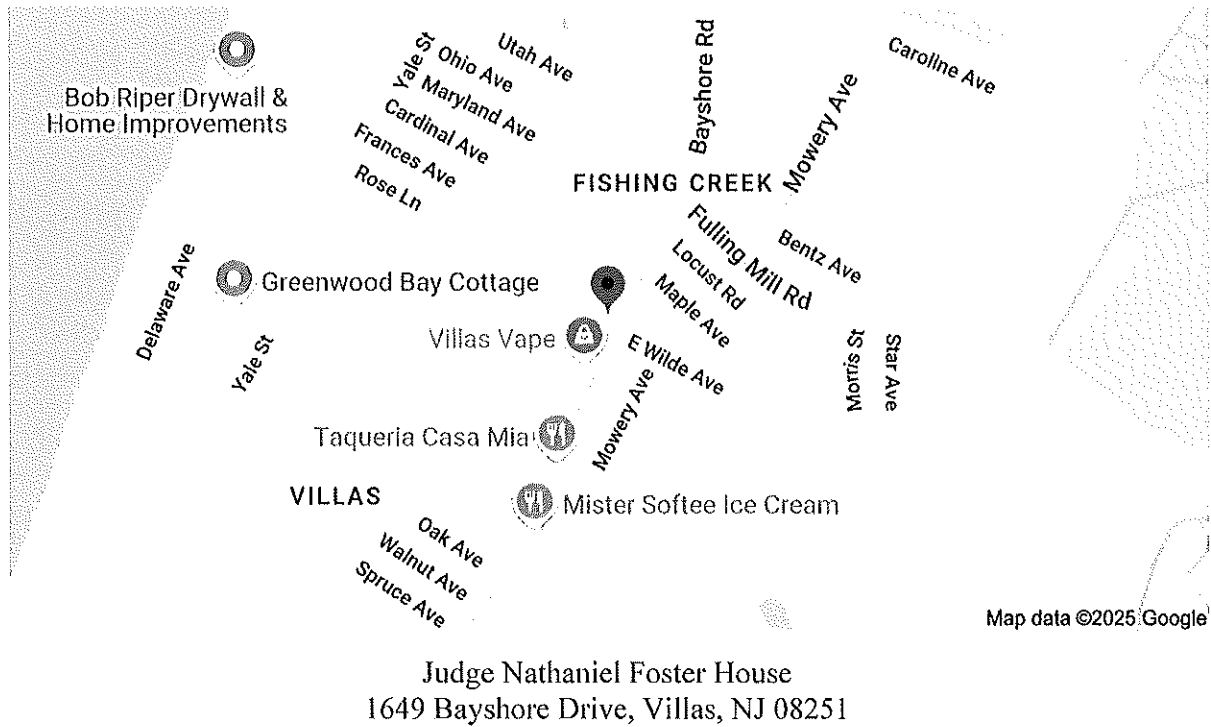 Utah Ave
Yale St
Ohio Ave
Maryland Ave
Cardinal Ave
Frances Ave
Rose Ln
Bayshore Rd
Mowery Ave
Caroline Ave
Bob Riper Drywall &
Home Improvements
FISHING CREEK
Fulling Mill Rd
Bentz Ave
Locust Rd
Maple Ave
Delaware Ave
Greenwood Bay Cottage
Villas Vape
E Wilde Ave
Yale St
Morris St
Star Ave
Mowery Ave
Taqueria Casa Mia
VILLAS
Mister Softee Ice Cream
Oak Ave
Walnut Ave
Spruce Ave
Map data ©2025 Google
Judge Nathaniel Foster House
1649 Bayshore Drive, Villas, NJ 08251